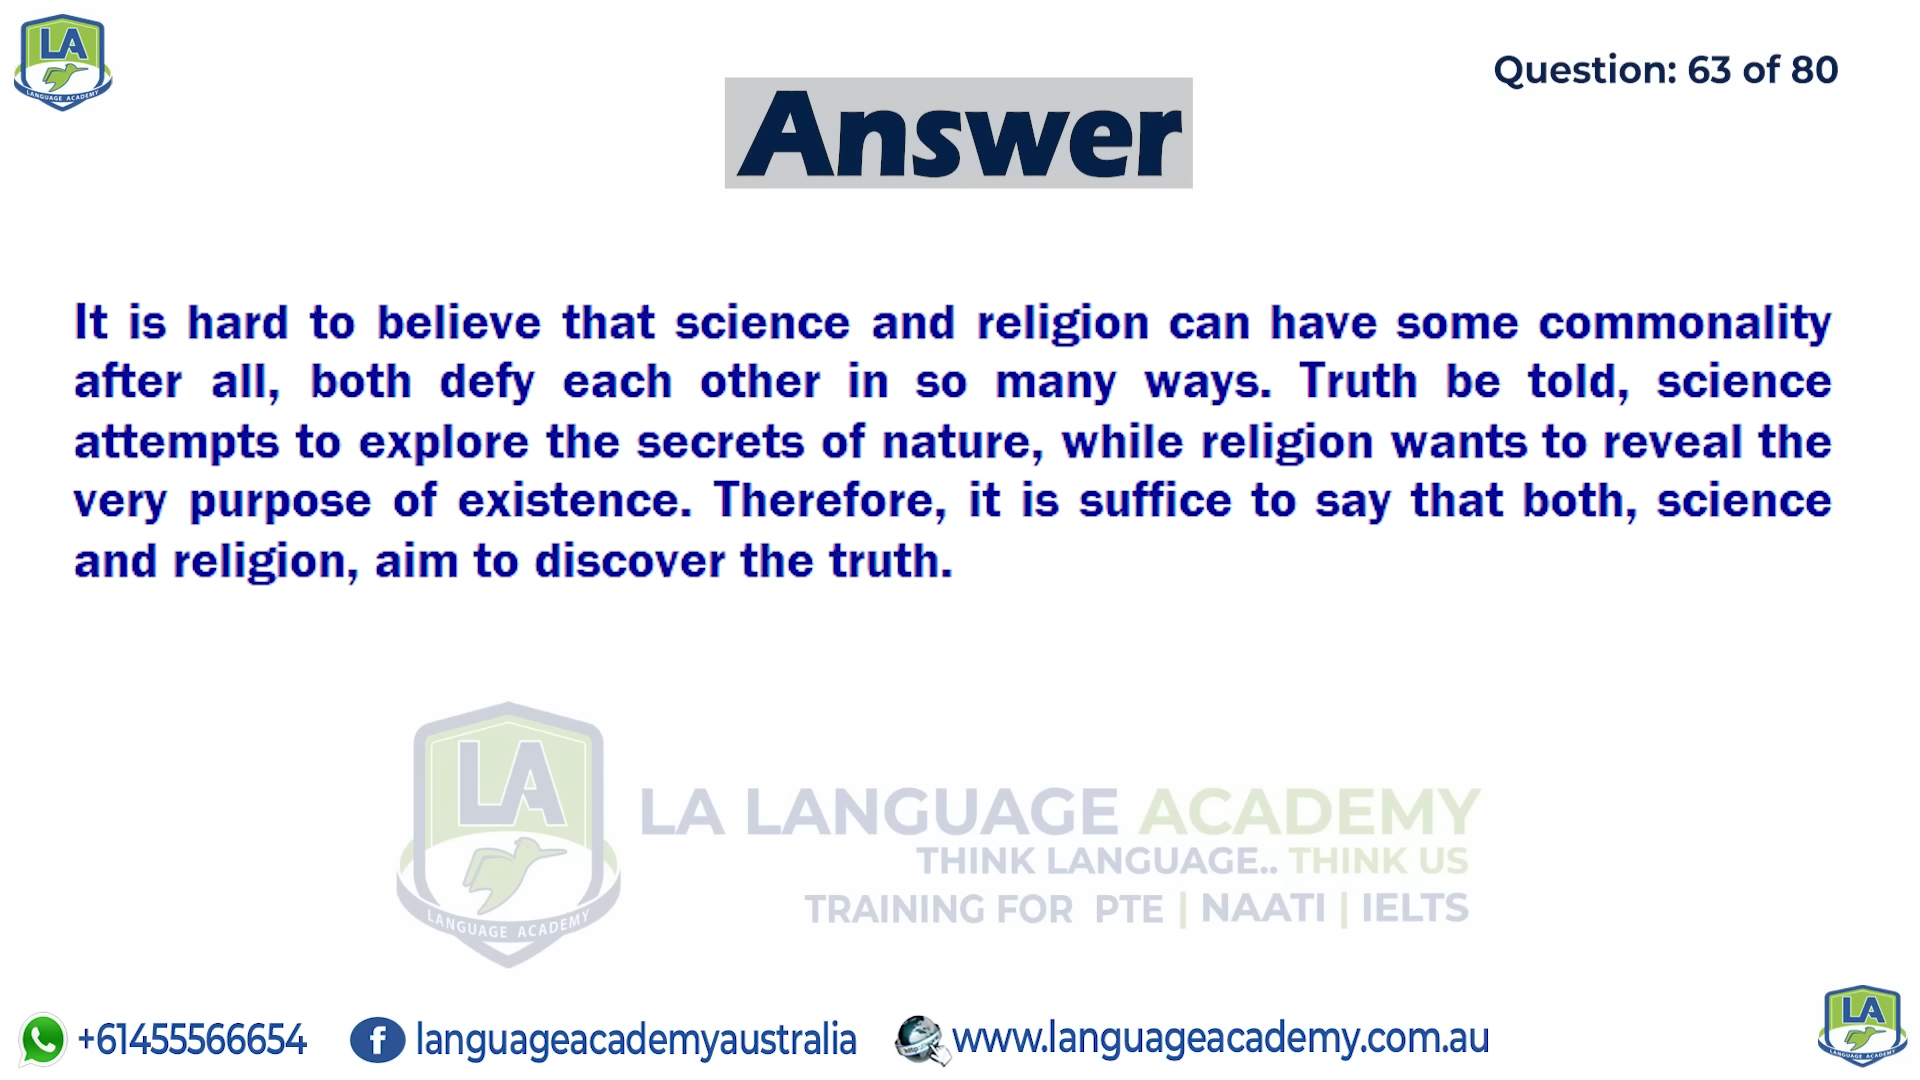 LA
LANGUAGE ACADEMY
Question: 63 of 80
Answer
It is hard to believe that science and religion can have some commonality
after all, both defy each other in so many ways. Truth be told, science
attempts to explore the secrets of nature, while religion wants to reveal the
very purpose of existence. Therefore, it is suffice to say that both, science
and religion, aim to discover the truth.
LA
LANGUAGE ACADEMY
LA LANGUAGE ACADEMY
THINK LANGUAGE.. THINK US
TRAINING FOR PTE | NAATI | IELTS
+61455566654
f languageacademyaustralia
www.languageacademy.com.au
LA
LANGUAGE ACADEMY